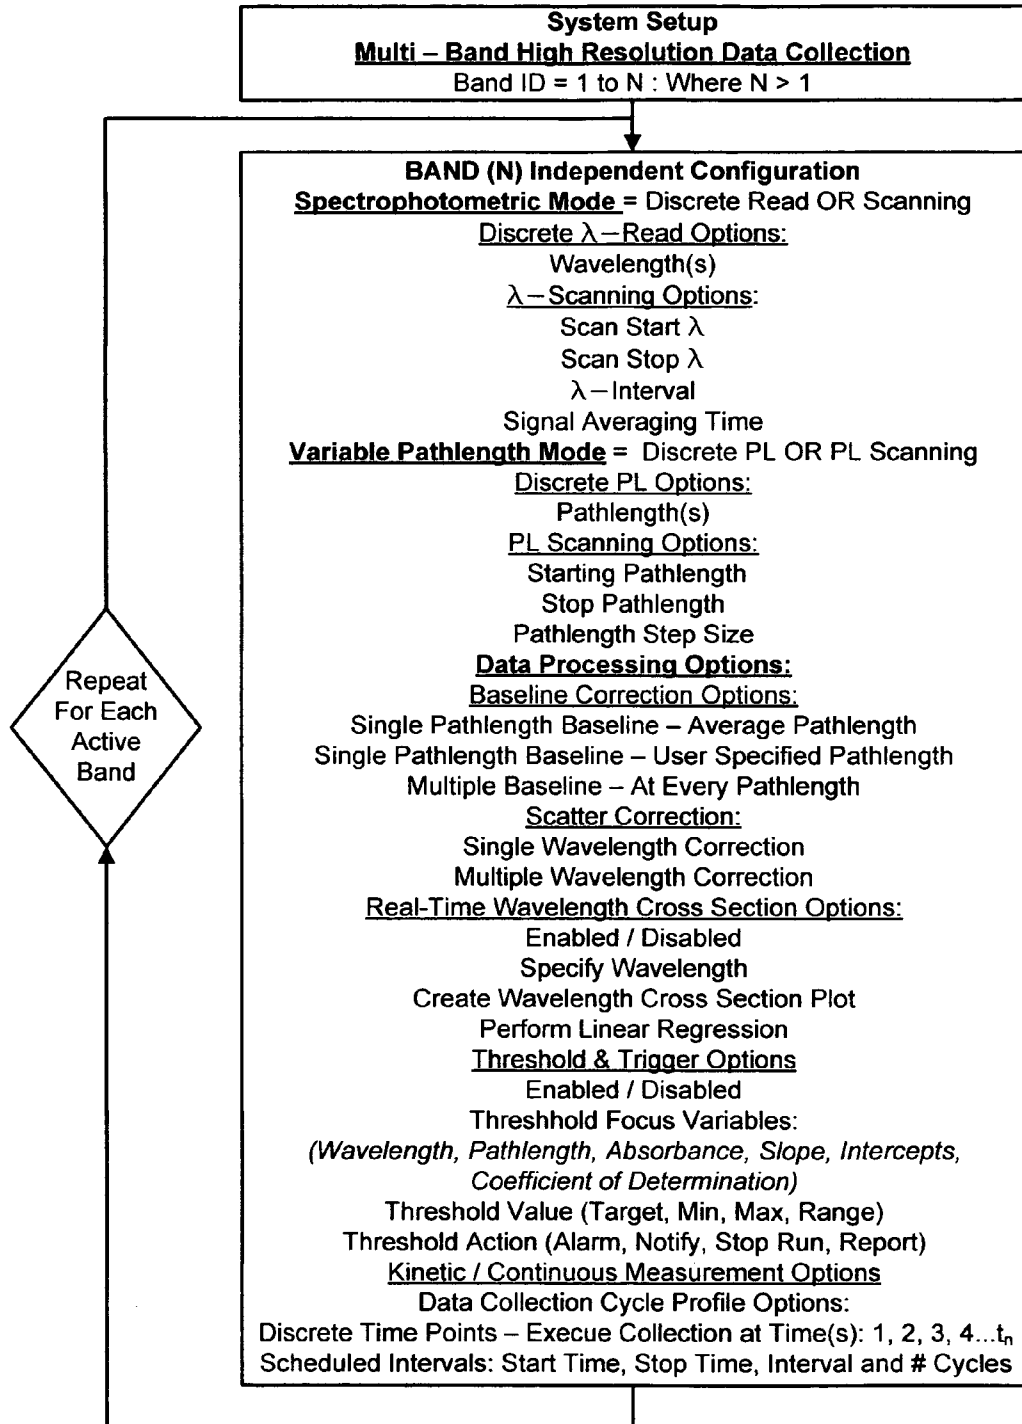 System Setup
Multi – Band High Resolution Data Collection
Band ID = 1 to N : Where N > 1
BAND (N) Independent Configuration
Spectrophotometric Mode = Discrete Read OR Scanning
Discrete λ–Read Options:
Wavelength(s)
λ–Scanning Options:
Scan Start λ
Scan Stop λ
λ–Interval
Signal Averaging Time
Variable Pathlength Mode = Discrete PL OR PL Scanning
Discrete PL Options:
Pathlength(s)
PL Scanning Options:
Starting Pathlength
Stop Pathlength
Pathlength Step Size
Data Processing Options:
Baseline Correction Options:
Single Pathlength Baseline – Average Pathlength
Single Pathlength Baseline – User Specified Pathlength
Multiple Baseline – At Every Pathlength
Scatter Correction:
Single Wavelength Correction
Multiple Wavelength Correction
Real-Time Wavelength Cross Section Options:
Enabled / Disabled
Specify Wavelength
Create Wavelength Cross Section Plot
Perform Linear Regression
Threshold & Trigger Options
Enabled / Disabled
Threshhold Focus Variables:
(Wavelength, Pathlength, Absorbance, Slope, Intercepts,
Coefficient of Determination)
Threshold Value (Target, Min, Max, Range)
Threshold Action (Alarm, Notify, Stop Run, Report)
Kinetic / Continuous Measurement Options
Data Collection Cycle Profile Options:
Discrete Time Points – Execue Collection at Time(s): 1, 2, 3, 4...tn
Scheduled Intervals: Start Time, Stop Time, Interval and # Cycles
Repeat
For Each
Active
Band